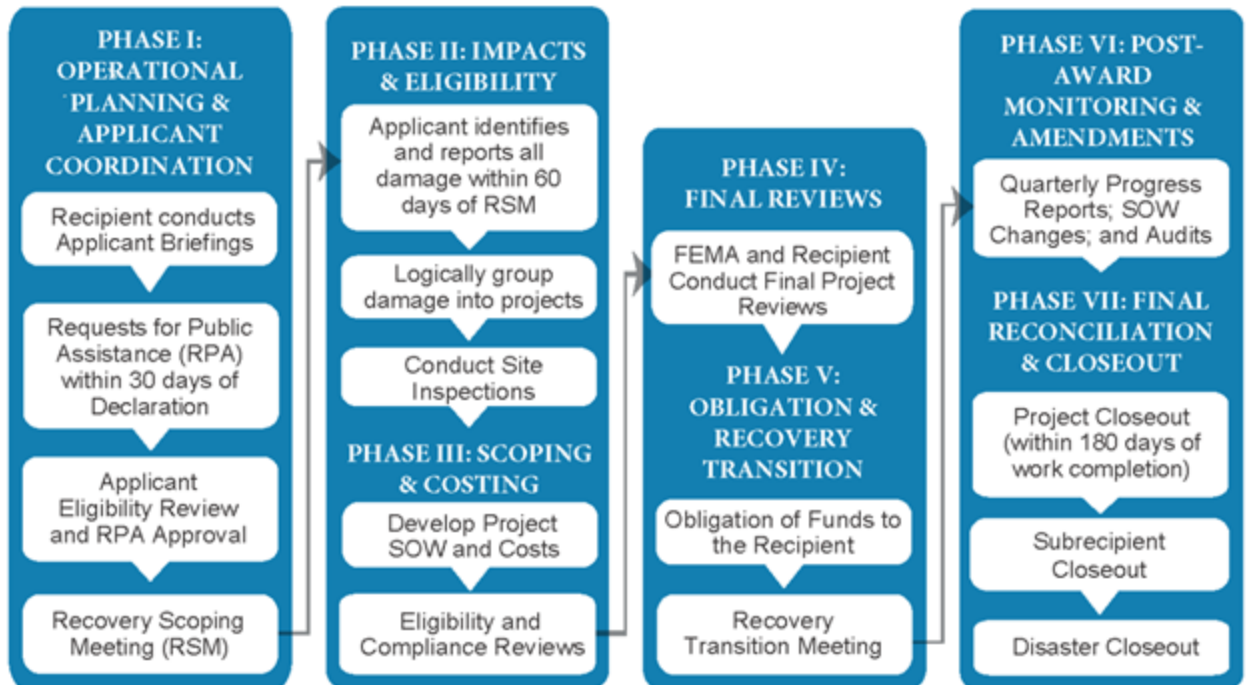 PHASE I:
OPERATIONAL
PLANNING &
APPLICANT
COORDINATION
Recipient conducts
Applicant Briefings
Requests for Public
Assistance (RPA)
within 30 days of
Declaration
Applicant
Eligibility Review
and RPA Approval
Recovery Scoping
Meeting (RSM)
PHASE II: IMPACTS
& ELIGIBILITY
Applicant identifies
and reports all
damage within 60
days of RSM
Logically group
damage into projects
Conduct Site
Inspections
PHASE III: SCOPING
& COSTING
Develop Project
SOW and Costs
Eligibility and
Compliance Reviews
PHASE IV:
FINAL REVIEWS
FEMA and Recipient
Conduct Final Project
Reviews
PHASE V:
OBLIGATION &
RECOVERY
TRANSITION
Obligation of Funds to
the Recipient
Recovery
Transition Meeting
PHASE VI: POST-
AWARD
MONITORING &
AMENDMENTS
Quarterly Progress
Reports; SOW
Changes; and Audits
PHASE VII: FINAL
RECONCILIATION
& CLOSEOUT
Project Closeout
(within 180 days of
work completion)
Subrecipient
Closeout
Disaster Closeout